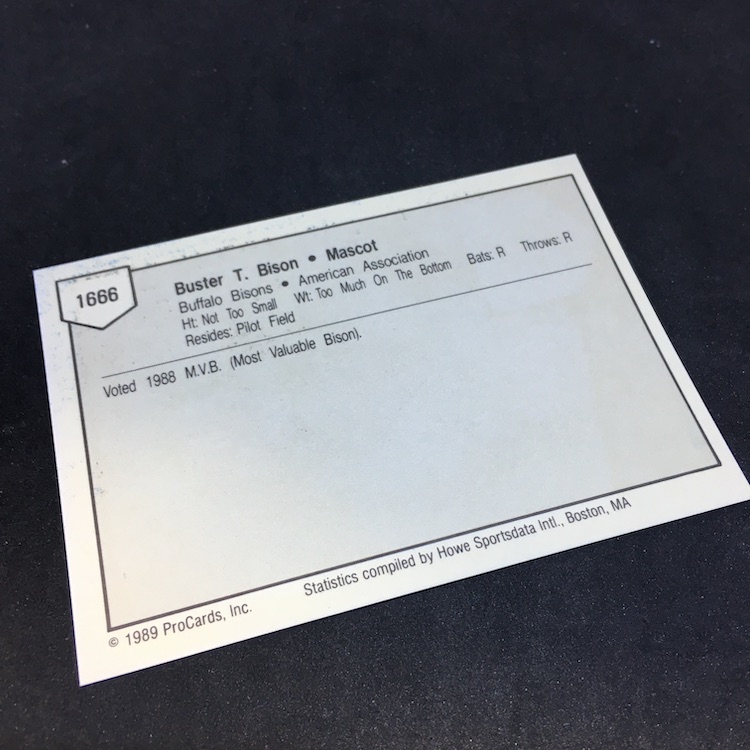 1666
Buster T. Bison • Mascot
Buffalo Bisons • American Association
Ht: Not Too Small Wt: Too Much On The Bottom Bats: R Throws: R
Resides: Pilot Field
Voted 1988 M.V.B. (Most Valuable Bison).
© 1989 ProCards, Inc. Statistics compiled by Howe Sportsdata Intl., Boston, MA